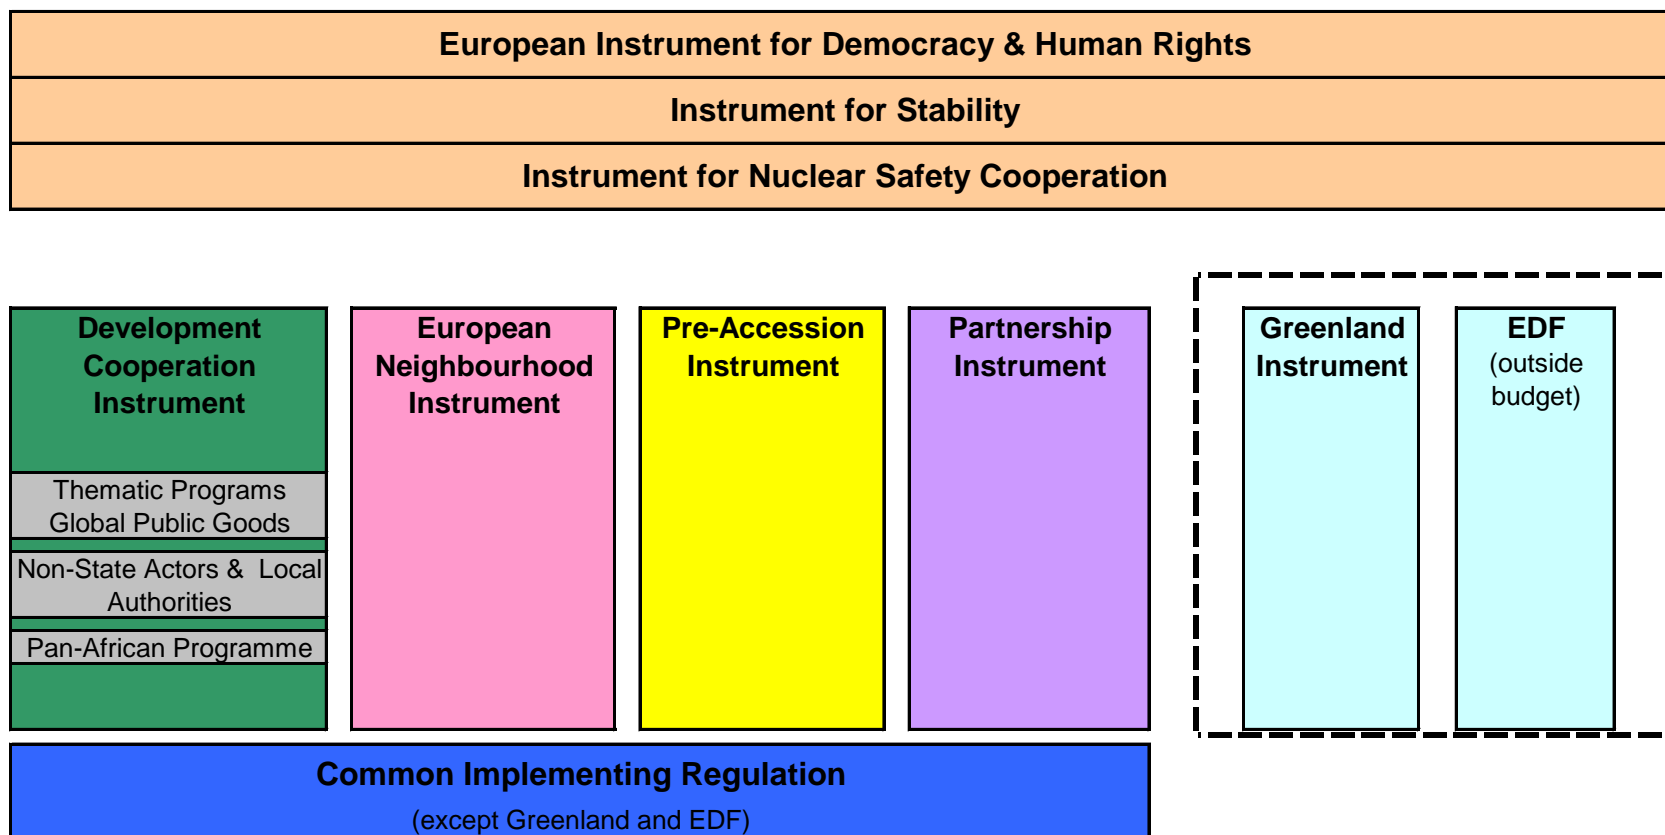 European Instrument for Democracy & Human Rights
Instrument for Stability
Instrument for Nuclear Safety Cooperation
Development
Cooperation
Instrument
Thematic Programs
Global Public Goods
Non-State Actors & Local
Authorities
Pan-African Programme
European
Neighbourhood
Instrument
Pre-Accession
Instrument
Partnership
Instrument
Greenland
Instrument
EDF
(outside
budget)
Common Implementing Regulation
(except Greenland and EDF)